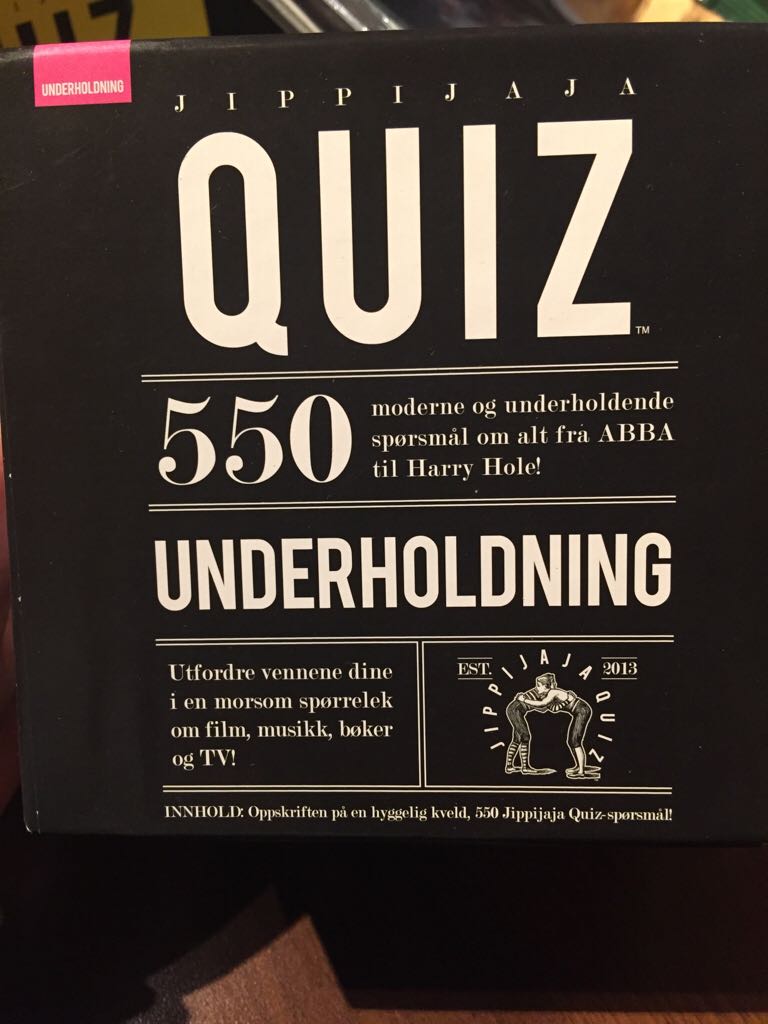 UNDERHOLDNING
JIPPIJAJA
QUIZ™
550
moderne og underholdende
spørsmål om alt fra ABBA
til Harry Hole!
UNDERHOLDNING
Utfordre vennene dine
i en morsom spørrelek
om film, musikk, bøker
og TV!
EST. 2013
JIPPIJAJA QUIZ
INNHOLD: Oppskriften på en hyggelig kveld, 550 Jippijaja Quiz-spørsmål!